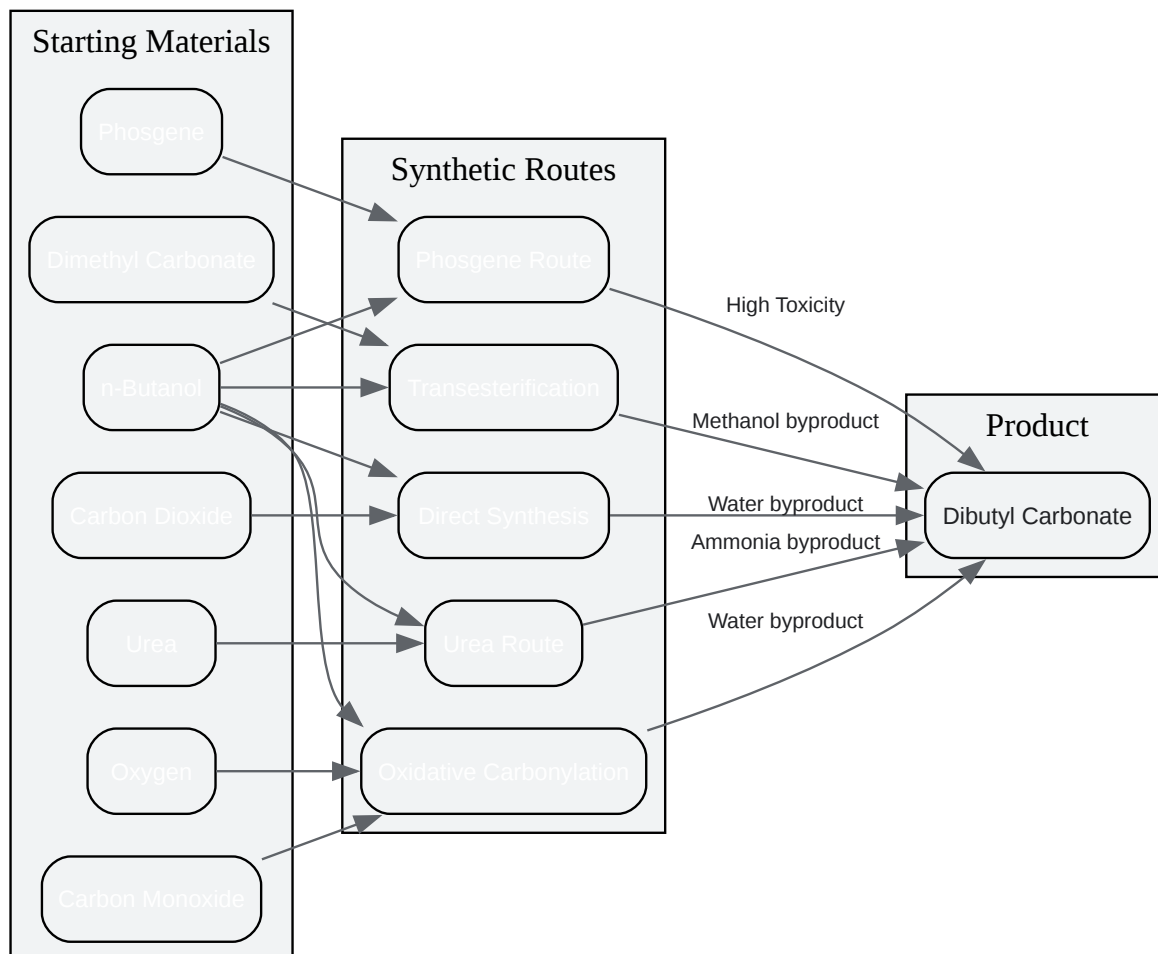 Starting Materials
Phosgene
Dimethyl Carbonate
n-Butanol
Carbon Dioxide
Urea
Oxygen
Carbon Monoxide
Synthetic Routes
Phosgene Route
Transesterification
Direct Synthesis
Urea Route
Oxidative Carbonylation
High Toxicity
Methanol byproduct
Water byproduct
Ammonia byproduct
Water byproduct
Product
Dibutyl Carbonate